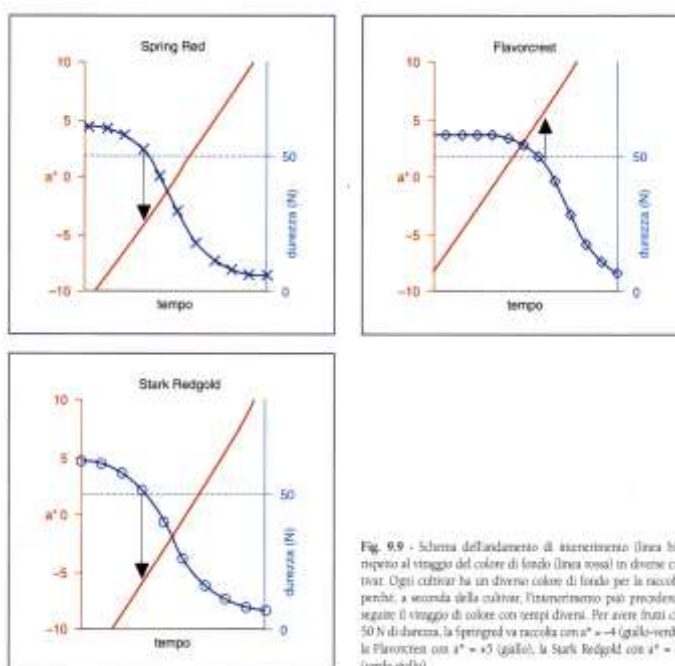 Spring Red
10
5
a* 0
−5
−10
50
0
durezza (N)
tempo
Flavorcrest
10
5
a* 0
−5
−10
50
0
durezza (N)
tempo
Stark Redgold
10
5
a* 0
−5
−10
50
0
durezza (N)
tempo
Fig. 9.9 - Schema dell'andamento di intenerimento (linea bl
rispetto al viraggio del colore di fondo (linea rossa) in diverse c
tivar. Ogni cultivar ha un diverso colore di fondo per la raccol
perché, a seconda della cultivar, l'intenerimento può precedere
seguire il viraggio di colore con tempi diversi. Per avere frutti c
50 N di durezza, la Springred va raccolta con a* = −4 (giallo-verd
la Flavorcrest con a* = +5 (giallo), la Stark Redgold con a* =
(verde-giallo).